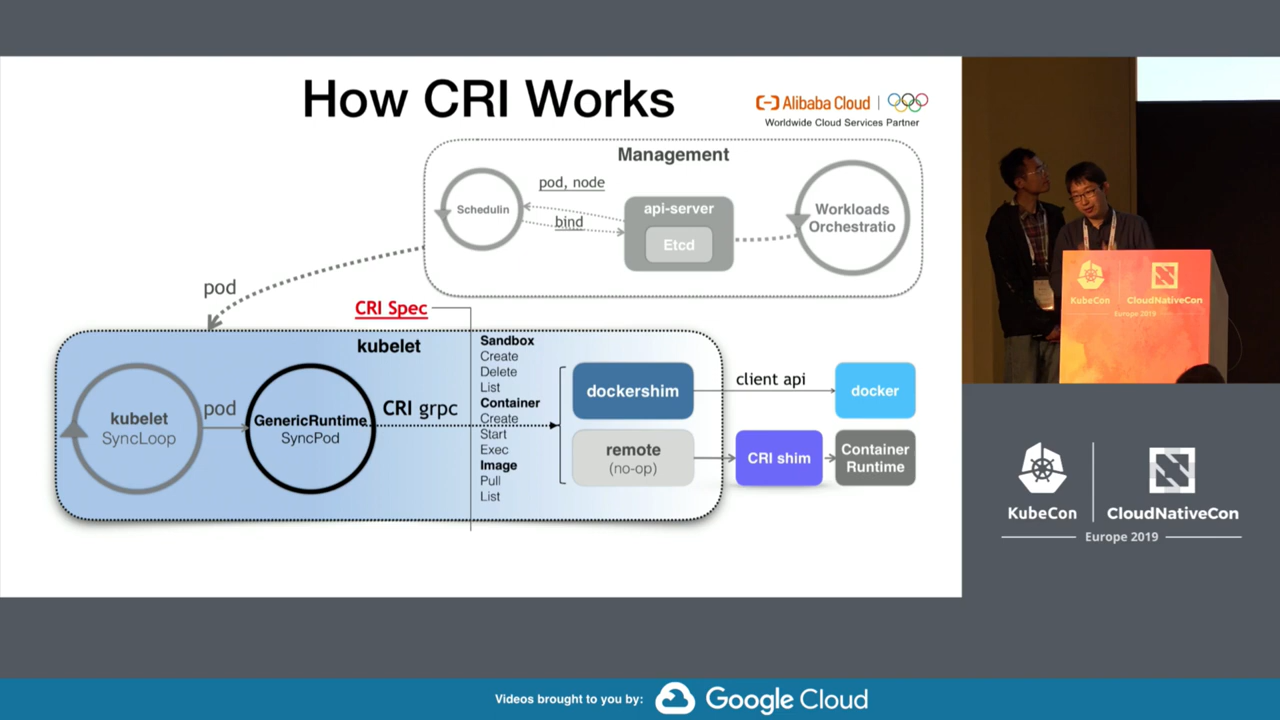 How CRI Works
Alibaba Cloud
Worldwide Cloud Services Partner
Management
Schedulin
pod, node
bind
api-server
Etcd
Workloads
Orchestratio
pod
CRI Spec
kubelet
kubelet
SyncLoop
pod
GenericRuntime
SyncPod
CRI grpc
Sandbox
Create
Delete
List
Container
Create
Start
Exec
Image
Pull
List
dockershim
remote
(no-op)
client api
docker
CRI shim
Container
Runtime
KubeCon
CloudNativeCon
Europe 2019
KubeCon
CloudNativeCon
Europe 2019
Videos brought to you by:
Google Cloud